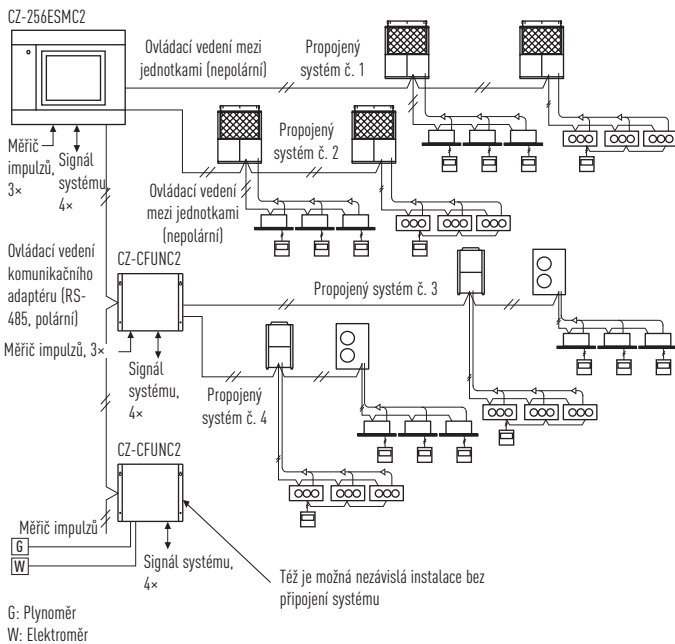 CZ-256ESMC2
Ovládací vedení mezi
jednotkami (nepolární)
Propojený
systém č. 1
Měřič
impulzů,
3×
Signál
systému,
4×
Propojený
systém č. 2
Ovládací vedení
mezi jednotkami
(nepolární)
Ovládací vedení
komunikačního
adaptéru (RS-
485, polární)
CZ-CFUNC2
Propojený systém č. 3
Měřič impulzů, 3×
Signál
systému,
4×
Propojený
systém č. 4
CZ-CFUNC2
Měřič impulzů
G
W
Signál systému,
4×
Též je možná nezávislá instalace bez
připojení systému
G: Plynoměr
W: Elektroměr